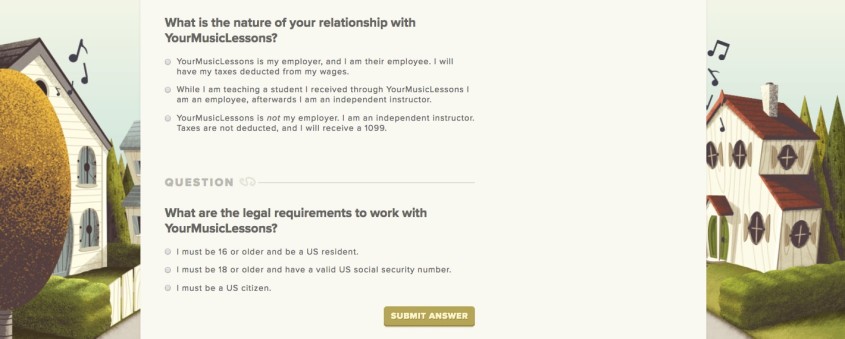 What is the nature of your relationship with
YourMusicLessons?
YourMusicLessons is my employer, and I am their employee. I will
have my taxes deducted from my wages.
While I am teaching a student I received through YourMusicLessons I
am an employee, afterwards I am an independent instructor.
YourMusicLessons is not my employer. I am an independent instructor.
Taxes are not deducted, and I will receive a 1099.
QUESTION
What are the legal requirements to work with
YourMusicLessons?
I must be 16 or older and be a US resident.
I must be 18 or older and have a valid US social security number.
I must be a US citizen.
SUBMIT ANSWER